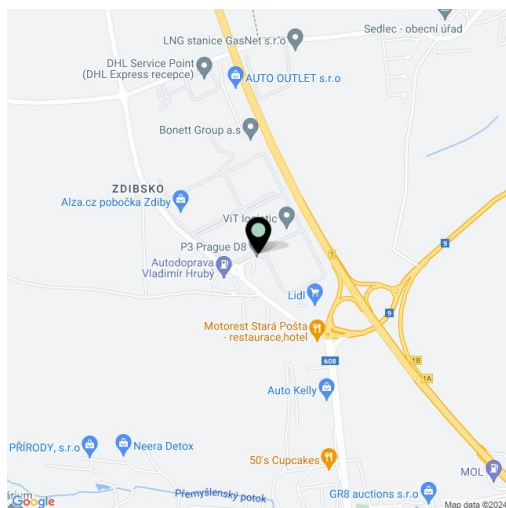 Sedlec - obecní úřad
LNG stanice GasNet s.r.o
DHL Service Point
(DHL Express recepce)
AUTO OUTLET s.r.o
Bonett Group a.s
ZDIBSKO
Alza.cz pobočka Zdiby
ViT logistic
P3 Prague D8
9
1
Autodoprava
Vladimír Hrubý
Lidl
9
Motorest Stará Pošta
- restaurace,hotel
608
1B
1A
Auto Kelly
PŘÍRODY, s.r.o
Neera Detox
50's Cupcakes
MOL
Přemyšlenský potok
GR8 auctions s.r.o
Google
Map data ©2024